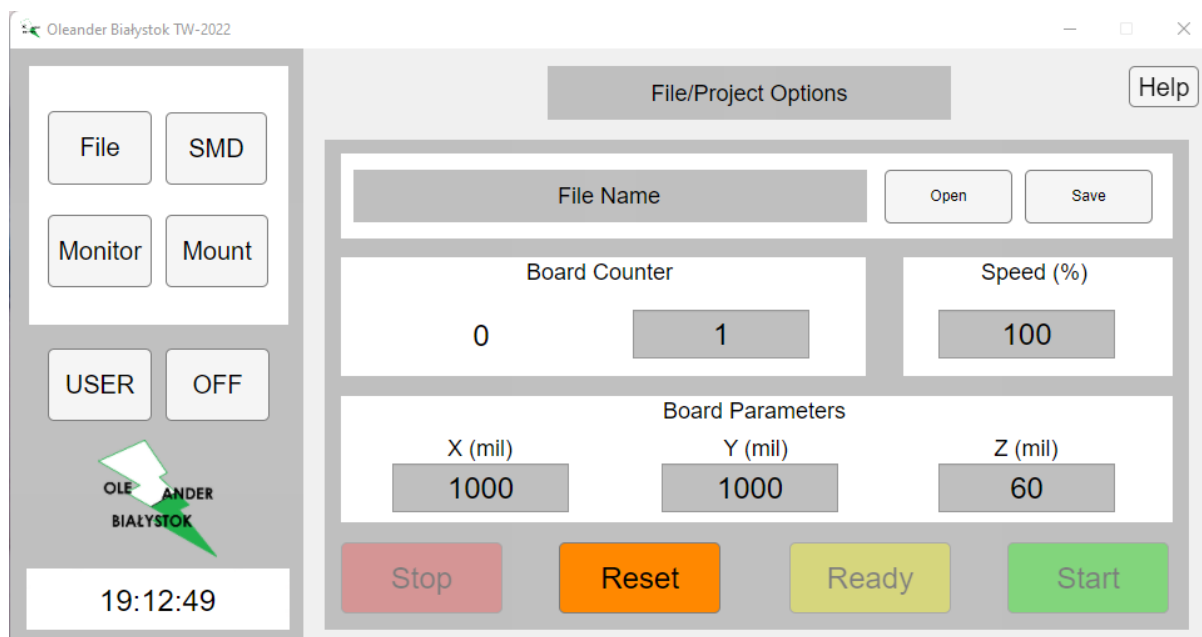 Oleander Białystok TW-2022
File/Project Options
Help
File
SMD
Monitor
Mount
USER
OFF
OLE ANDER
BIAŁYSTOK
19:12:49
File Name
Open
Save
Board Counter
0
1
Speed (%)
100
Board Parameters
X (mil)
Y (mil)
Z (mil)
1000
1000
60
Stop
Reset
Ready
Start